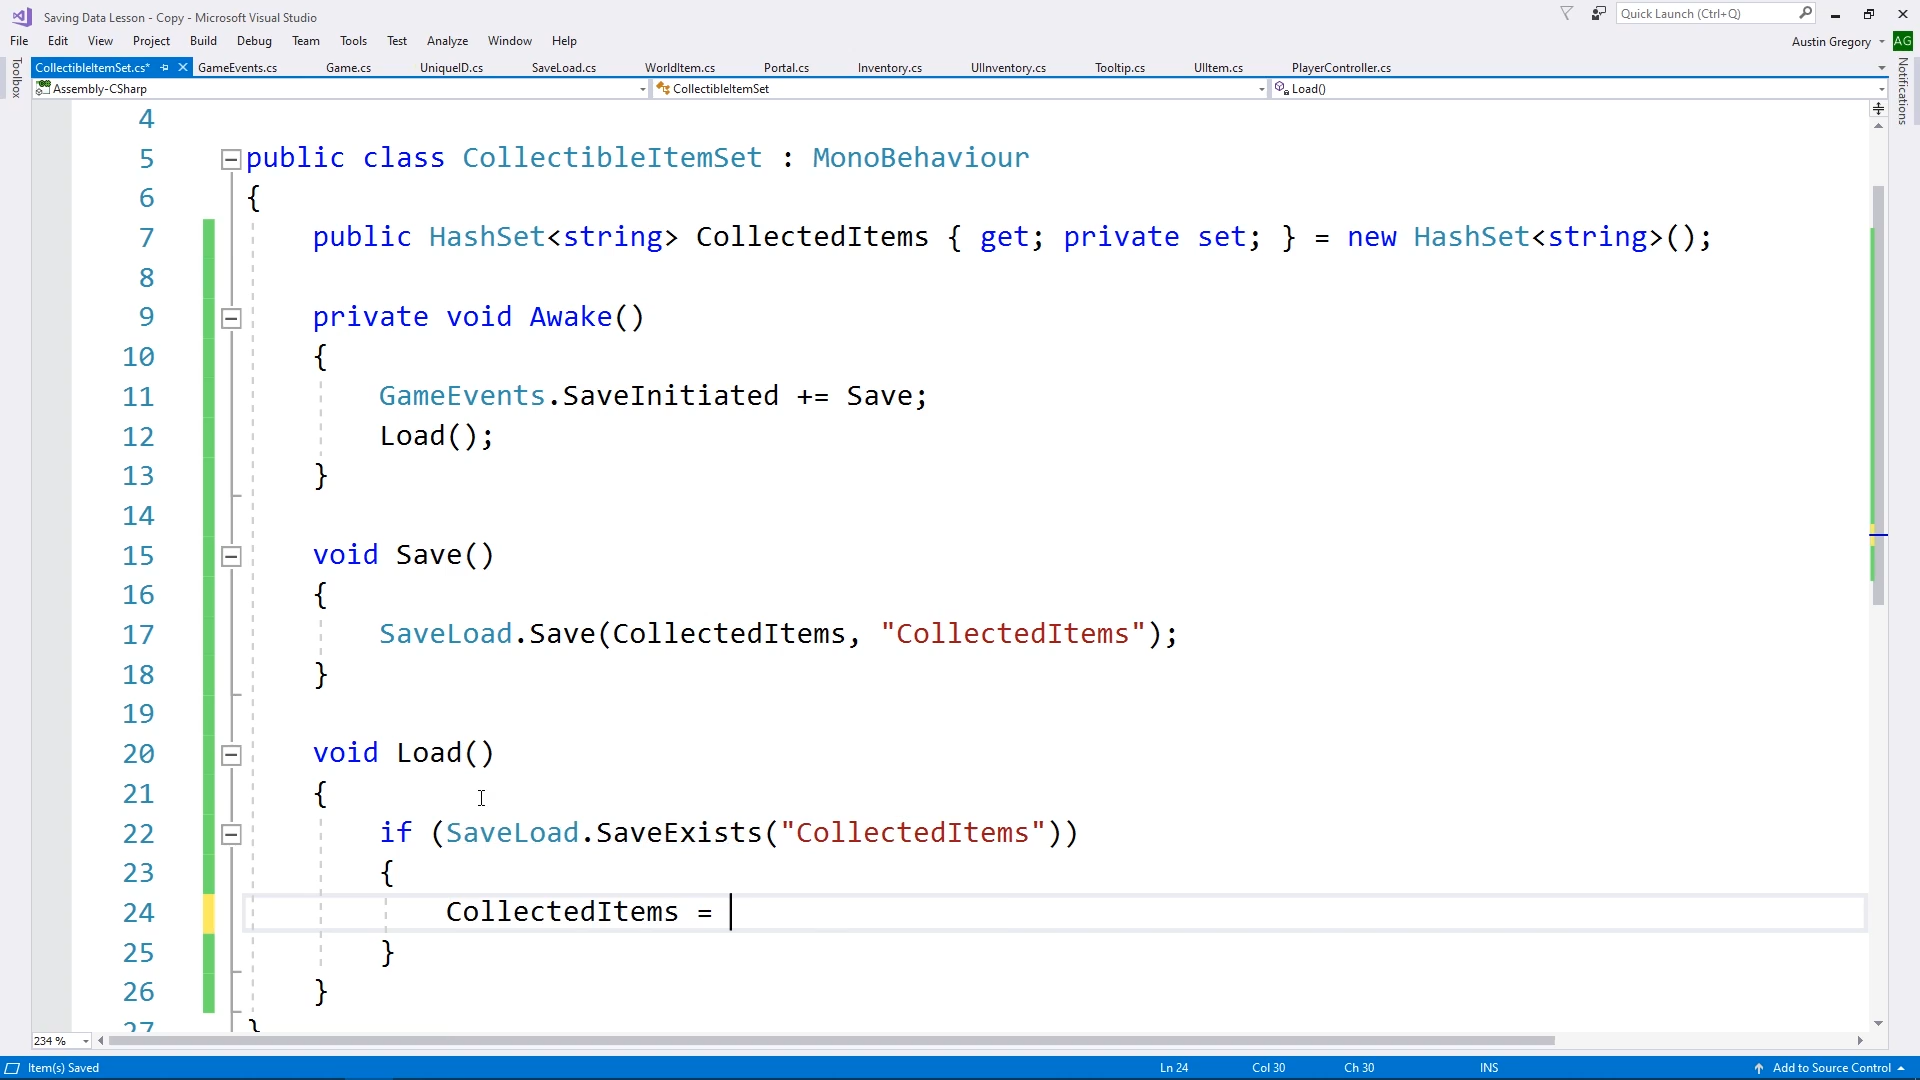 Saving Data Lesson - Copy - Microsoft Visual Studio
Quick Launch (Ctrl+Q)
File Edit View Project Build Debug Team Tools Test Analyze Window Help
Austin Gregory AG
Toolbox
CollectibleItemSet.cs* GameEvents.cs Game.cs UniqueID.cs SaveLoad.cs WorldItem.cs Portal.cs Inventory.cs UIInventory.cs Tooltip.cs UIItem.cs PlayerController.cs
Notifications
Assembly-CSharp CollectibleItemSet Load()
4
5 public class CollectibleItemSet : MonoBehaviour
6 {
7 public HashSet<string> CollectedItems { get; private set; } = new HashSet<string>();
8
9 private void Awake()
10 {
11 GameEvents.SaveInitiated += Save;
12 Load();
13 }
14
15 void Save()
16 {
17 SaveLoad.Save(CollectedItems, "CollectedItems");
18 }
19
20 void Load()
21 {
22 if (SaveLoad.SaveExists("CollectedItems"))
23 {
24 CollectedItems =
25 }
26 }
27 }
234 %
Item(s) Saved Ln 24 Col 30 Ch 30 INS Add to Source Control